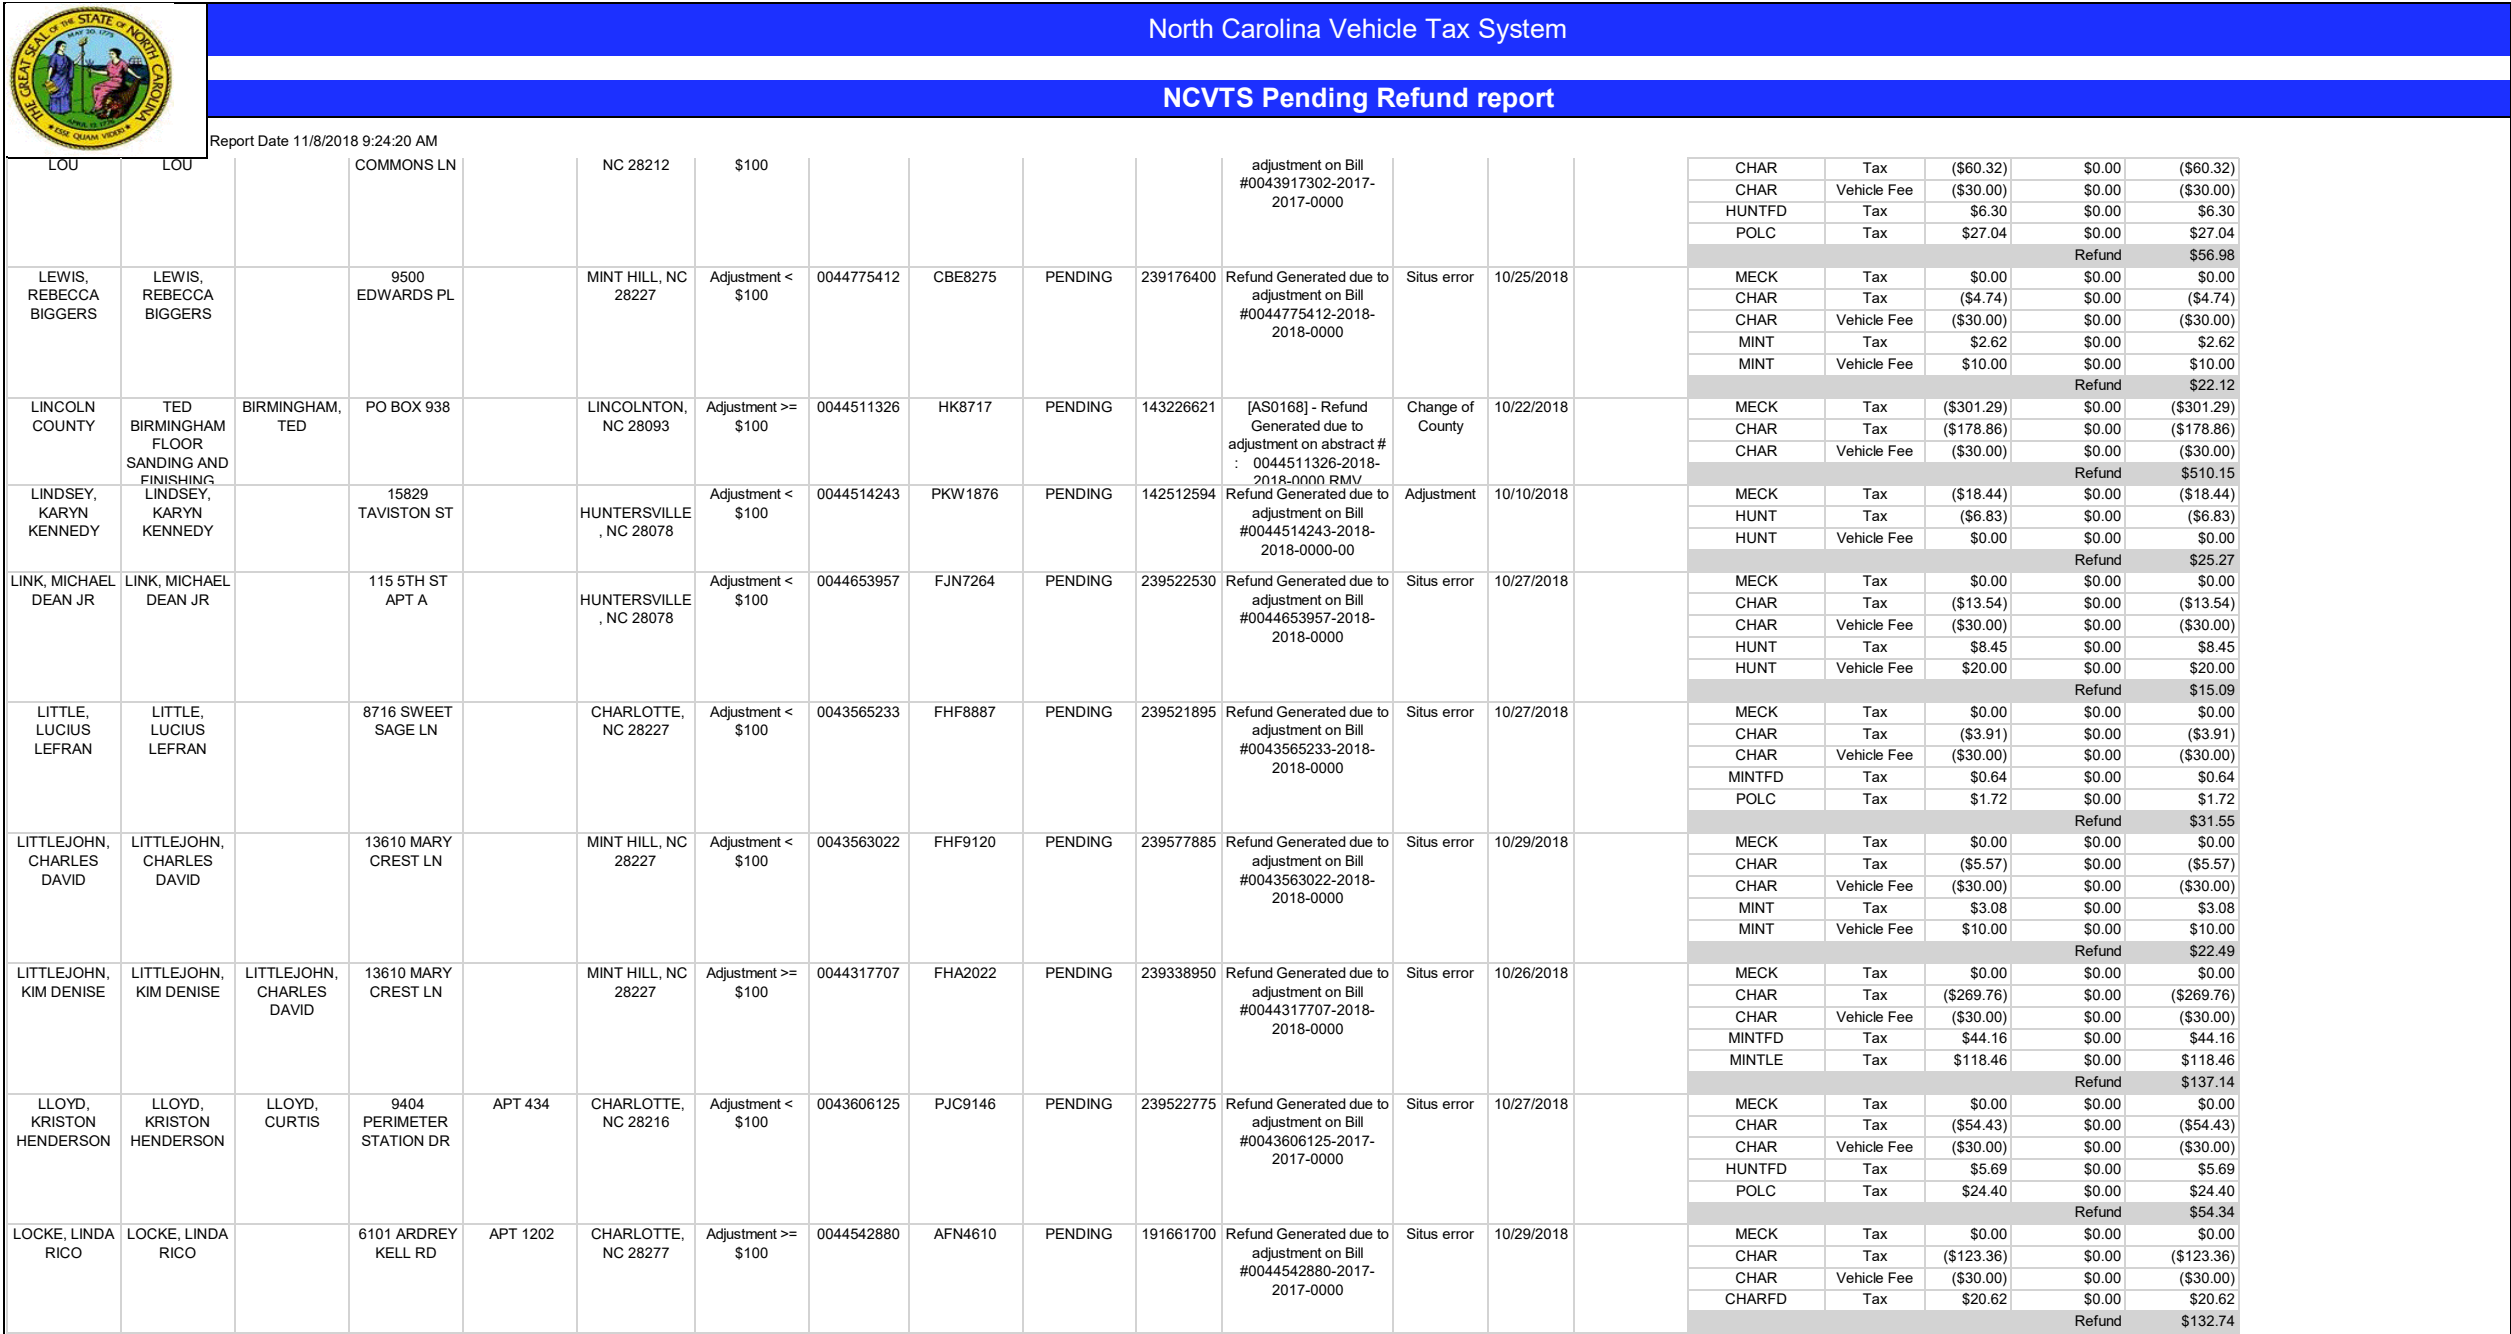 THE GREAT SEAL OF THE STATE OF NORTH CAROLINA
MAY 20, 1775
APRIL 12, 1776
ESSE QUAM VIDERI
North Carolina Vehicle Tax System
NCVTS Pending Refund report
Report Date 11/8/2018 9:24:20 AM
LOU LOU COMMONS LN NC 28212 $100 adjustment on Bill
#0043917302-2017-
2017-0000
CHAR Tax ($60.32) $0.00 ($60.32)
CHAR Vehicle Fee ($30.00) $0.00 ($30.00)
HUNTFD Tax $6.30 $0.00 $6.30
POLC Tax $27.04 $0.00 $27.04
Refund $56.98
LEWIS, LEWIS, 9500 MINT HILL, NC Adjustment < 0044775412 CBE8275 PENDING 239176400 Refund Generated due to Situs error 10/25/2018
REBECCA REBECCA EDWARDS PL 28227 $100 adjustment on Bill
BIGGERS BIGGERS #0044775412-2018-
2018-0000
MECK Tax $0.00 $0.00 $0.00
CHAR Tax ($4.74) $0.00 ($4.74)
CHAR Vehicle Fee ($30.00) $0.00 ($30.00)
MINT Tax $2.62 $0.00 $2.62
MINT Vehicle Fee $10.00 $0.00 $10.00
Refund $22.12
LINCOLN TED BIRMINGHAM, PO BOX 938 LINCOLNTON, Adjustment >= 0044511326 HK8717 PENDING 143226621 [AS0168] - Refund Change of 10/22/2018
COUNTY BIRMINGHAM TED NC 28093 $100 Generated due to County
FLOOR adjustment on abstract #
SANDING AND : 0044511326-2018-
FINISHING 2018-0000 RMV
MECK Tax ($301.29) $0.00 ($301.29)
CHAR Tax ($178.86) $0.00 ($178.86)
CHAR Vehicle Fee ($30.00) $0.00 ($30.00)
Refund $510.15
LINDSEY, LINDSEY, 15829 Adjustment < 0044514243 PKW1876 PENDING 142512594 Refund Generated due to Adjustment 10/10/2018
KARYN KARYN TAVISTON ST HUNTERSVILLE $100 adjustment on Bill
KENNEDY KENNEDY , NC 28078 #0044514243-2018-
2018-0000-00
MECK Tax ($18.44) $0.00 ($18.44)
HUNT Tax ($6.83) $0.00 ($6.83)
HUNT Vehicle Fee $0.00 $0.00 $0.00
Refund $25.27
LINK, MICHAEL LINK, MICHAEL 115 5TH ST Adjustment < 0044653957 FJN7264 PENDING 239522530 Refund Generated due to Situs error 10/27/2018
DEAN JR DEAN JR APT A HUNTERSVILLE $100 adjustment on Bill
, NC 28078 #0044653957-2018-
2018-0000
MECK Tax $0.00 $0.00 $0.00
CHAR Tax ($13.54) $0.00 ($13.54)
CHAR Vehicle Fee ($30.00) $0.00 ($30.00)
HUNT Tax $8.45 $0.00 $8.45
HUNT Vehicle Fee $20.00 $0.00 $20.00
Refund $15.09
LITTLE, LITTLE, 8716 SWEET CHARLOTTE, Adjustment < 0043565233 FHF8887 PENDING 239521895 Refund Generated due to Situs error 10/27/2018
LUCIUS LUCIUS SAGE LN NC 28227 $100 adjustment on Bill
LEFRAN LEFRAN #0043565233-2018-
2018-0000
MECK Tax $0.00 $0.00 $0.00
CHAR Tax ($3.91) $0.00 ($3.91)
CHAR Vehicle Fee ($30.00) $0.00 ($30.00)
MINTFD Tax $0.64 $0.00 $0.64
POLC Tax $1.72 $0.00 $1.72
Refund $31.55
LITTLEJOHN, LITTLEJOHN, 13610 MARY MINT HILL, NC Adjustment < 0043563022 FHF9120 PENDING 239577885 Refund Generated due to Situs error 10/29/2018
CHARLES CHARLES CREST LN 28227 $100 adjustment on Bill
DAVID DAVID #0043563022-2018-
2018-0000
MECK Tax $0.00 $0.00 $0.00
CHAR Tax ($5.57) $0.00 ($5.57)
CHAR Vehicle Fee ($30.00) $0.00 ($30.00)
MINT Tax $3.08 $0.00 $3.08
MINT Vehicle Fee $10.00 $0.00 $10.00
Refund $22.49
LITTLEJOHN, LITTLEJOHN, LITTLEJOHN, 13610 MARY MINT HILL, NC Adjustment >= 0044317707 FHA2022 PENDING 239338950 Refund Generated due to Situs error 10/26/2018
KIM DENISE KIM DENISE CHARLES CREST LN 28227 $100 adjustment on Bill
DAVID #0044317707-2018-
2018-0000
MECK Tax $0.00 $0.00 $0.00
CHAR Tax ($269.76) $0.00 ($269.76)
CHAR Vehicle Fee ($30.00) $0.00 ($30.00)
MINTFD Tax $44.16 $0.00 $44.16
MINTLE Tax $118.46 $0.00 $118.46
Refund $137.14
LLOYD, LLOYD, LLOYD, 9404 APT 434 CHARLOTTE, Adjustment < 0043606125 PJC9146 PENDING 239522775 Refund Generated due to Situs error 10/27/2018
KRISTON KRISTON CURTIS PERIMETER NC 28216 $100 adjustment on Bill
HENDERSON HENDERSON STATION DR #0043606125-2017-
2017-0000
MECK Tax $0.00 $0.00 $0.00
CHAR Tax ($54.43) $0.00 ($54.43)
CHAR Vehicle Fee ($30.00) $0.00 ($30.00)
HUNTFD Tax $5.69 $0.00 $5.69
POLC Tax $24.40 $0.00 $24.40
Refund $54.34
LOCKE, LINDA LOCKE, LINDA 6101 ARDREY APT 1202 CHARLOTTE, Adjustment >= 0044542880 AFN4610 PENDING 191661700 Refund Generated due to Situs error 10/29/2018
RICO RICO KELL RD NC 28277 $100 adjustment on Bill
#0044542880-2017-
2017-0000
MECK Tax $0.00 $0.00 $0.00
CHAR Tax ($123.36) $0.00 ($123.36)
CHAR Vehicle Fee ($30.00) $0.00 ($30.00)
CHARFD Tax $20.62 $0.00 $20.62
Refund $132.74